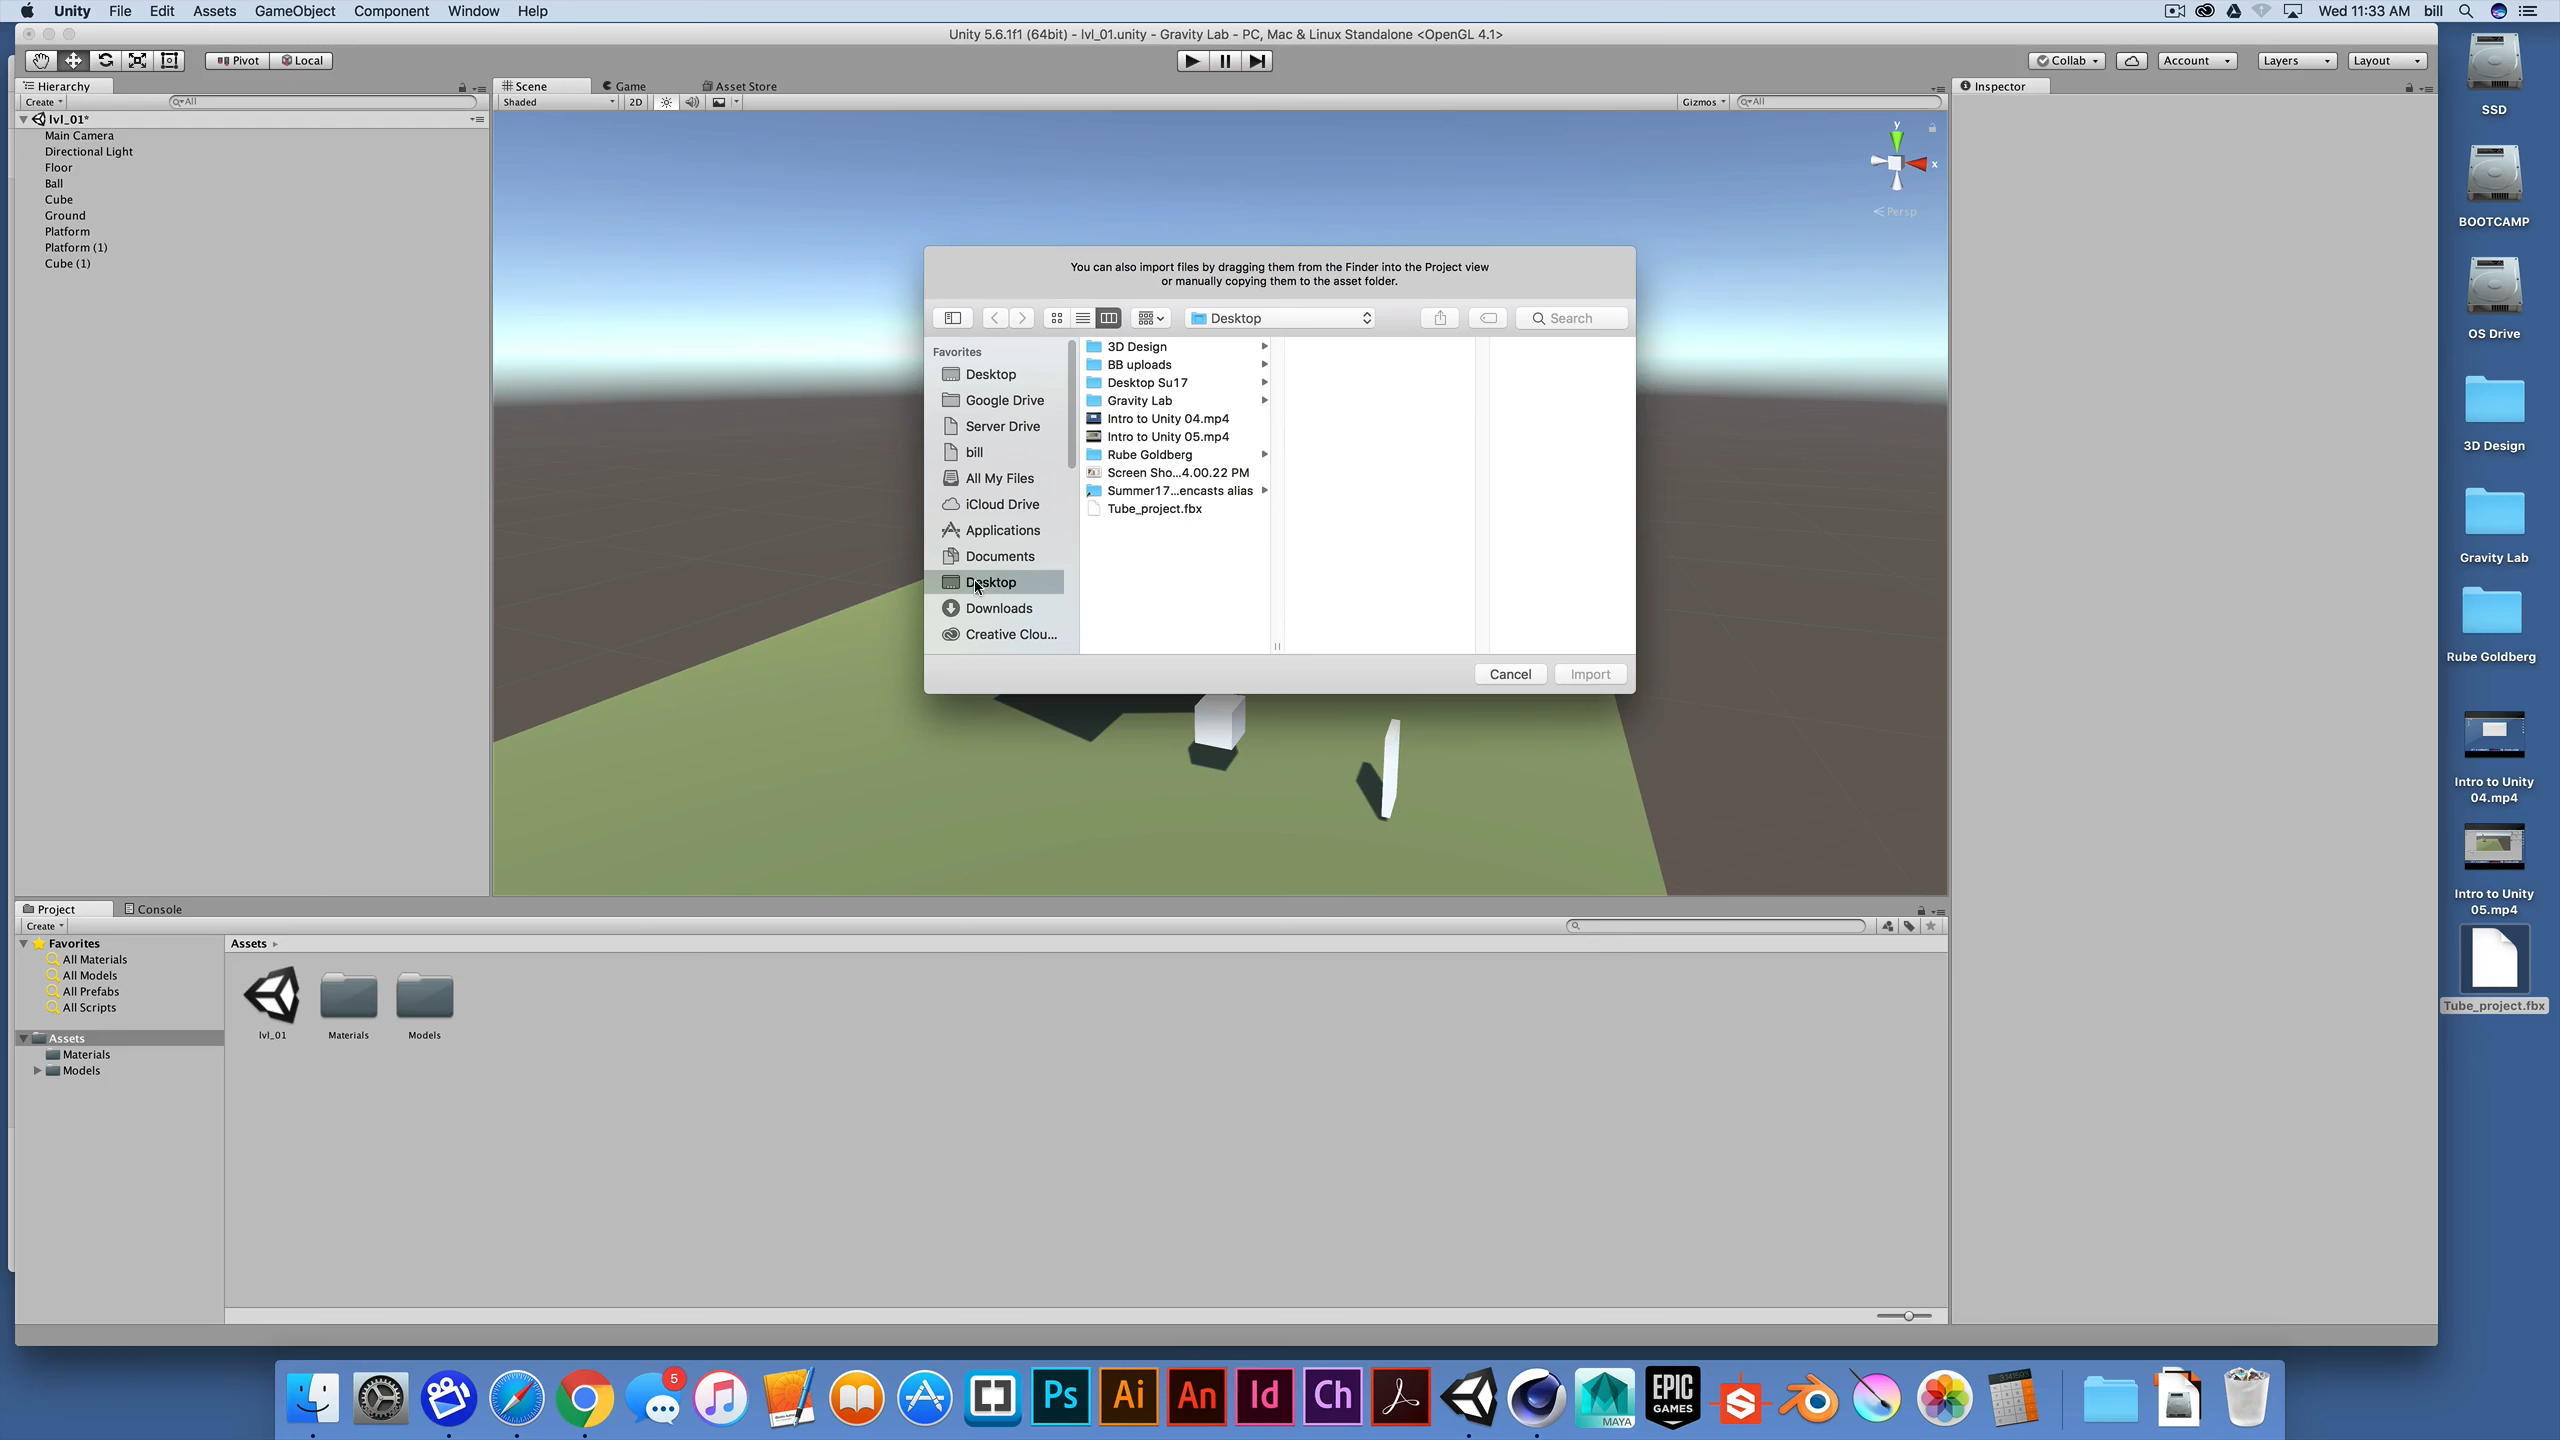 Unity File Edit Assets GameObject Component Window Help
Wed 11:33 AM bill
Unity 5.6.1f1 (64bit) - lvl_01.unity - Gravity Lab - PC, Mac & Linux Standalone <OpenGL 4.1>
Pivot Local
Collab Account Layers Layout
Hierarchy
Create All
lvl_01*
Main Camera
Directional Light
Floor
Ball
Cube
Ground
Platform
Platform (1)
Cube (1)
Scene Game Asset Store
Shaded 2D Gizmos All
y
x
Persp
Inspector
You can also import files by dragging them from the Finder into the Project view
or manually copying them to the asset folder.
Desktop Search
Favorites
Desktop
Google Drive
Server Drive
bill
All My Files
iCloud Drive
Applications
Documents
Desktop
Downloads
Creative Clou...
3D Design
BB uploads
Desktop Su17
Gravity Lab
Intro to Unity 04.mp4
Intro to Unity 05.mp4
Rube Goldberg
Screen Sho...4.00.22 PM
Summer17...encasts alias
Tube_project.fbx
Cancel Import
Project Console
Create
Favorites
All Materials
All Models
All Prefabs
All Scripts
Assets
Materials
Models
Assets
lvl_01 Materials Models
SSD
BOOTCAMP
OS Drive
3D Design
Gravity Lab
Rube Goldberg
Intro to Unity
04.mp4
Intro to Unity
05.mp4
Tube_project.fbx
5
Ps Ai An Id Ch
MAYA
EPIC
GAMES
S